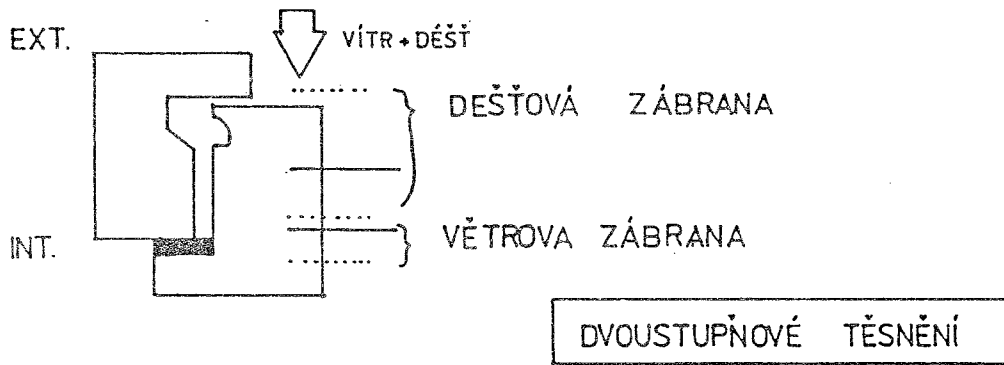 EXT.
VÍTR + DÉŠŤ
DEŠŤOVÁ ZÁBRANA
INT.
VĚTROVA ZÁBRANA
DVOUSTUPŇOVÉ TĚSNĚNÍ